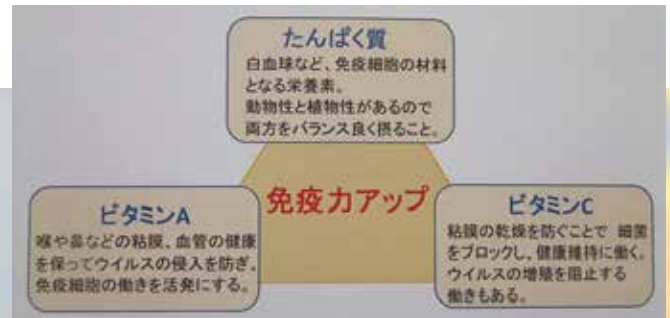 たんぱく質
白血球など、免疫細胞の材料
となる栄養素。
動物性と植物性があるので
両方をバランス良く摂ること。
免疫力アップ
ビタミンA
喉や鼻などの粘膜、血管の健康
を保ってウイルスの侵入を防ぎ、
免疫細胞の働きを活発にする。
ビタミンC
粘膜の乾燥を防ぐことで 細菌
をブロックし、健康維持に働く。
ウイルスの増殖を阻止する
働きもある。